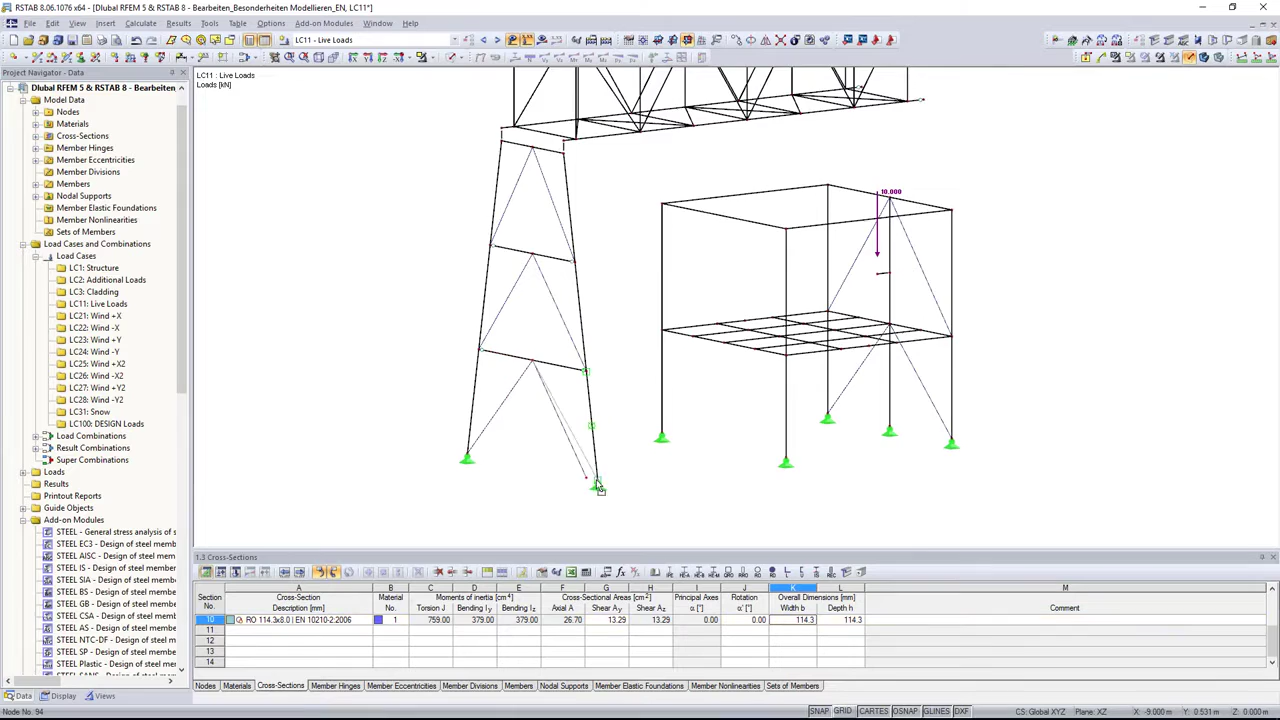 RSTAB 8.06.1076 x64 - [Dlubal RFEM 5 & RSTAB 8 - Bearbeiten_Besonderheiten Modellieren_EN, LC11*]
File Edit View Insert Calculate Results Tools Table Options Add-on Modules Window Help
LC11 - Live Loads
Project Navigator - Data
Dlubal RFEM 5 & RSTAB 8 - Bearbeiten_
Model Data
Nodes
Materials
Cross-Sections
Member Hinges
Member Eccentricities
Member Divisions
Members
Nodal Supports
Member Elastic Foundations
Member Nonlinearities
Sets of Members
Load Cases and Combinations
Load Cases
LC1: Structure
LC2: Additional Loads
LC3: Cladding
LC11: Live Loads
LC21: Wind +X
LC22: Wind -X
LC23: Wind +Y
LC24: Wind -Y
LC25: Wind +X2
LC26: Wind -X2
LC27: Wind +Y2
LC28: Wind -Y2
LC31: Snow
LC100: DESIGN Loads
Load Combinations
Result Combinations
Super Combinations
Loads
Results
Printout Reports
Guide Objects
Add-on Modules
STEEL - General stress analysis of s
STEEL EC3 - Design of steel mem
STEEL AISC - Design of steel mem
STEEL IS - Design of steel membe
STEEL SIA - Design of steel memb
STEEL BS - Design of steel membe
STEEL GB - Design of steel memb
STEEL CSA - Design of steel mem
STEEL AS - Design of steel memb
STEEL NTC-DF - Design of steel m
STEEL SP - Design of steel membe
STEEL Plastic - Design of steel me
Data Display Views
LC11 : Live Loads
Loads [kN]
10.000
1.3 Cross-Sections
A B C D E F G H I J K L M
Section No. Cross-Section Description [mm] Material No. Moments of inertia [cm⁴] Torsion J Bending Iy Bending Iz Cross-Sectional Areas [cm²] Axial A Shear Ay Shear Az Principal Axes α [°] Rotation α' [°] Overall Dimensions [mm] Width b Depth h Comment
10 RO 114.3x8.0 | EN 10210-2:2006 1 759.00 379.00 379.00 26.70 13.29 13.29 0.00 0.00 114.3 114.3
11
12
13
14
Nodes Materials Cross-Sections Member Hinges Member Eccentricities Member Divisions Members Nodal Supports Member Elastic Foundations Member Nonlinearities Sets of Members
Node No. 94 SNAP GRID CARTES OSNAP GLINES DXF CS: Global XYZ Plane: XZ X: -9.000 m Y: 0.531 m Z: 0.000 m